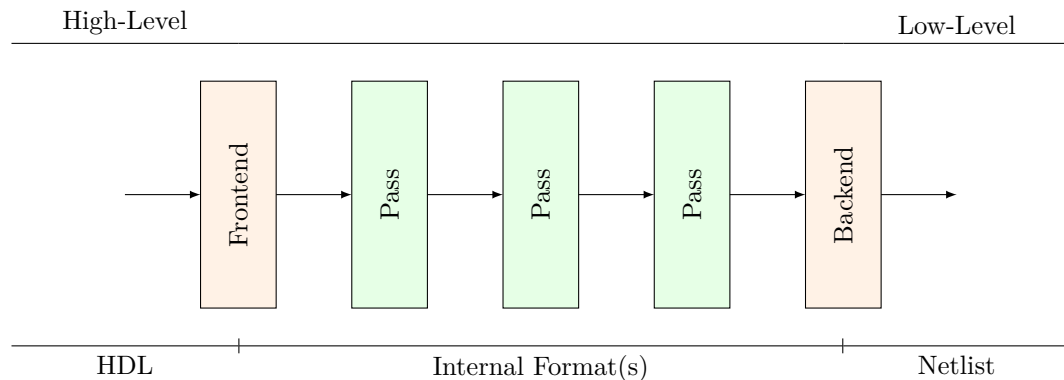 High-Level
Low-Level
Frontend
Pass
Pass
Pass
Backend
HDL
Internal Format(s)
Netlist